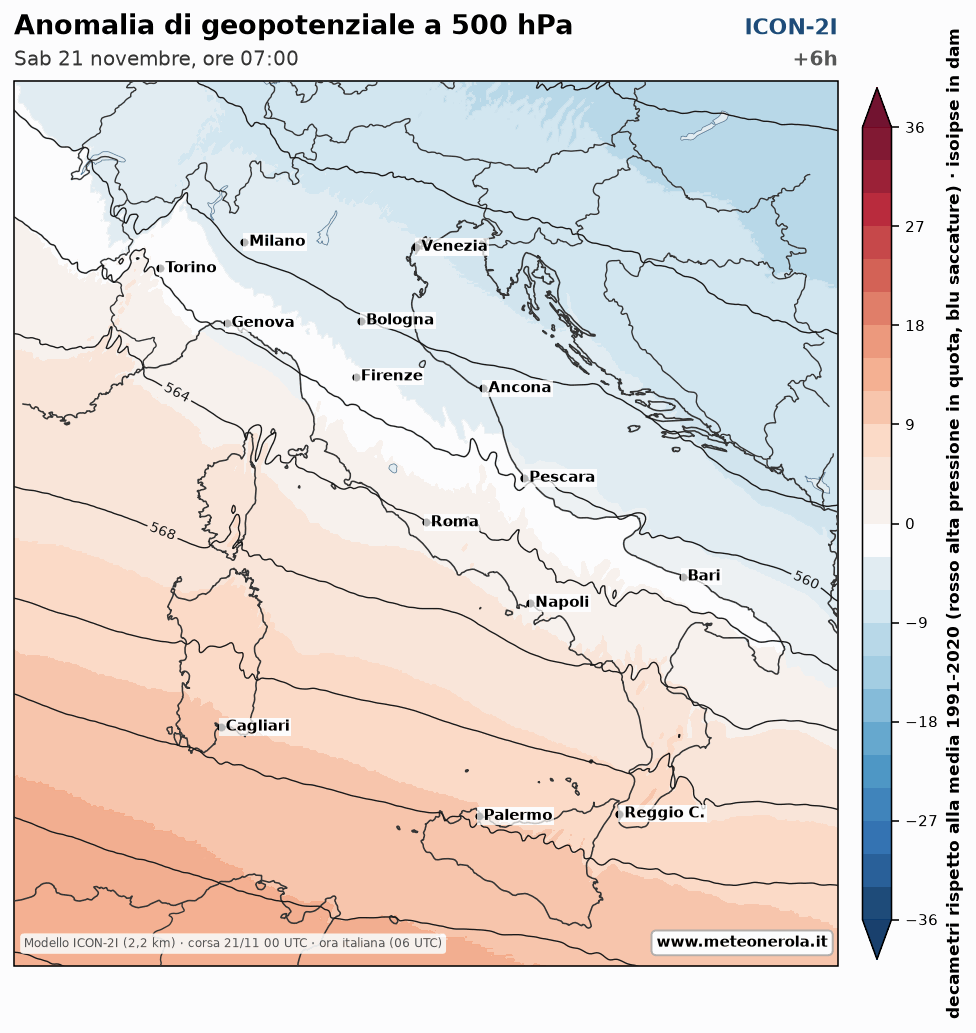 Anomalia di geopotenziale a 500 hPa
ICON-2I
Sab 21 novembre, ore 07:00
+6h
Milano
Venezia
Torino
Genova
Bologna
Firenze
Ancona
564
Pescara
Roma
568
Bari
560
Napoli
Cagliari
Palermo
Reggio C.
Modello ICON-2I (2,2 km) · corsa 21/11 00 UTC · ora italiana (06 UTC)
www.meteonerola.it
36
27
18
9
0
−9
−18
−27
−36
decametri rispetto alla media 1991-2020 (rosso alta pressione in quota, blu saccature) · isoipse in dam